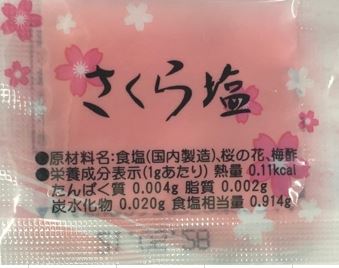 さくら塩
●原材料名:食塩(国内製造)、桜の花、梅酢
●栄養成分表示(1gあたり) 熱量 0.11kcal
たんぱく質 0.004g 脂質 0.002g
炭水化物 0.020g 食塩相当量 0.914g